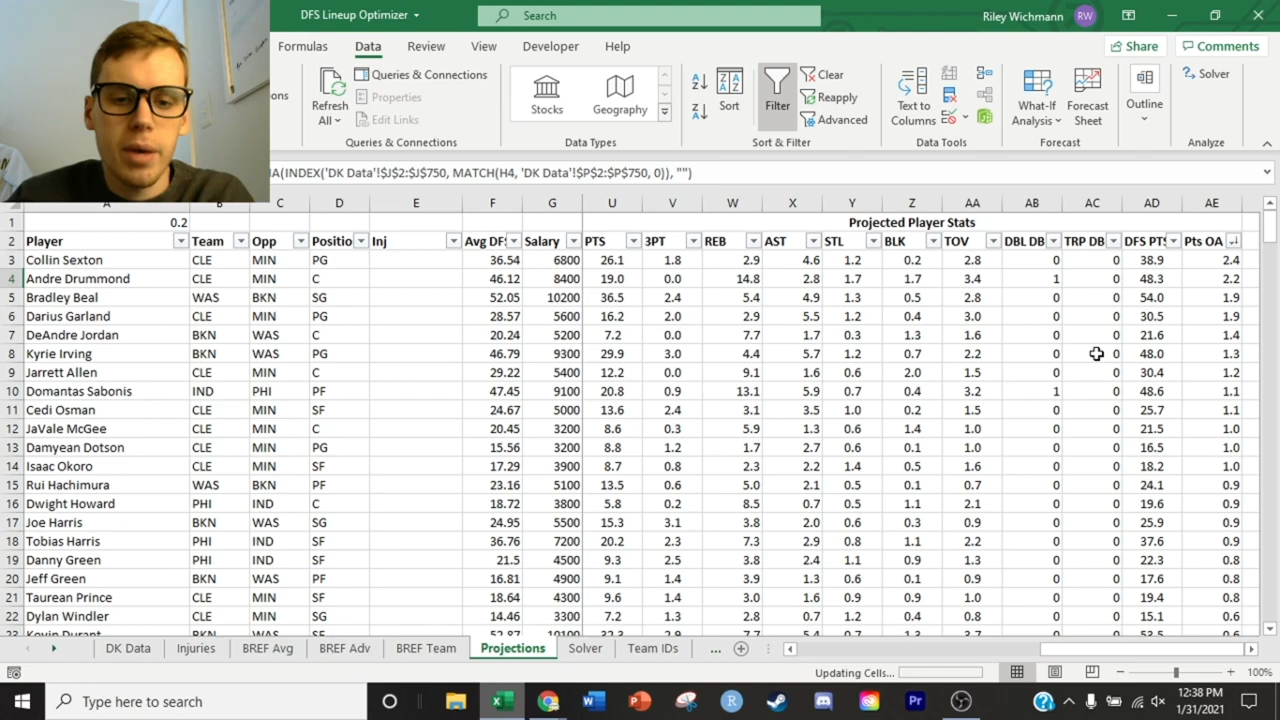 DFS Lineup Optimizer
Search
Riley Wichmann RW
Formulas Data Review View Developer Help Share Comments
Queries & Connections
Properties
Edit Links
Refresh All
Queries & Connections
Stocks Geography
Data Types
Sort Filter
Clear
Reapply
Advanced
Sort & Filter
Text to Columns
Data Tools
What-If Analysis
Forecast Sheet
Forecast
Outline
Solver
Analyze
(INDEX('DK Data'!$J$2:$J$750, MATCH(H4, 'DK Data'!$P$2:$P$750, 0)), "")
A B C D E F G U V W X Y Z AA AB AC AD AE
1 0.2 Projected Player Stats
2 Player Team Opp Positio Inj Avg DF Salary PTS 3PT REB AST STL BLK TOV DBL DB TRP DB DFS PTS Pts OA
3 Collin Sexton CLE MIN PG 36.54 6800 26.1 1.8 2.9 4.6 1.2 0.2 2.8 0 0 38.9 2.4
4 Andre Drummond CLE MIN C 46.12 8400 19.0 0.0 14.8 2.8 1.7 1.7 3.4 1 0 48.3 2.2
5 Bradley Beal WAS BKN SG 52.05 10200 36.5 2.4 5.4 4.9 1.3 0.5 2.8 0 0 54.0 1.9
6 Darius Garland CLE MIN PG 28.57 5600 16.2 2.0 2.9 5.5 1.2 0.4 3.0 0 0 30.5 1.9
7 DeAndre Jordan BKN WAS C 20.24 5200 7.2 0.0 7.7 1.7 0.3 1.3 1.6 0 0 21.6 1.4
8 Kyrie Irving BKN WAS PG 46.79 9300 29.9 3.0 4.4 5.7 1.2 0.7 2.2 0 0 48.0 1.3
9 Jarrett Allen CLE MIN C 29.22 5400 12.2 0.0 9.1 1.6 0.6 2.0 1.5 0 0 30.4 1.2
10 Domantas Sabonis IND PHI PF 47.45 9100 20.8 0.9 13.1 5.9 0.7 0.4 3.2 1 0 48.6 1.1
11 Cedi Osman CLE MIN SF 24.67 5000 13.6 2.4 3.1 3.5 1.0 0.2 1.5 0 0 25.7 1.1
12 JaVale McGee CLE MIN C 20.45 3200 8.6 0.3 5.9 1.3 0.6 1.4 1.0 0 0 21.5 1.0
13 Damyean Dotson CLE MIN PG 15.56 3200 8.8 1.2 1.7 2.7 0.6 0.1 1.0 0 0 16.5 1.0
14 Isaac Okoro CLE MIN SF 17.29 3900 8.7 0.8 2.3 2.2 1.4 0.5 1.6 0 0 18.2 1.0
15 Rui Hachimura WAS BKN PF 23.16 5100 13.5 0.6 5.0 2.1 0.5 0.1 0.7 0 0 24.1 0.9
16 Dwight Howard PHI IND C 18.72 3800 5.8 0.2 8.5 0.7 0.5 1.1 2.1 0 0 19.6 0.9
17 Joe Harris BKN WAS SG 24.95 5500 15.3 3.1 3.8 2.0 0.6 0.3 0.9 0 0 25.9 0.9
18 Tobias Harris PHI IND SF 36.76 7200 20.2 2.3 7.3 2.9 0.8 1.1 2.2 0 0 37.6 0.9
19 Danny Green PHI IND SF 21.5 4500 9.3 2.5 3.8 2.4 1.1 0.9 1.3 0 0 22.3 0.8
20 Jeff Green BKN WAS PF 16.81 4900 9.1 1.4 3.9 1.3 0.6 0.1 0.9 0 0 17.6 0.8
21 Taurean Prince CLE MIN SF 18.64 4300 9.6 1.4 3.0 1.6 0.9 0.9 1.0 0 0 19.4 0.8
22 Dylan Windler CLE MIN SG 14.46 3300 7.2 1.3 2.8 0.7 1.2 0.4 0.8 0 0 15.1 0.6
23 Kevin Durant BKN WAS SF 52.87 10100 32.3 2.9 7.7 5.4 0.7 1.3 3.7 0 0 53.5 0.6
DK Data Injuries BREF Avg BREF Adv BREF Team Projections Solver Team IDs ...
Updating Cells... 100%
Type here to search
12:38 PM
1/31/2021